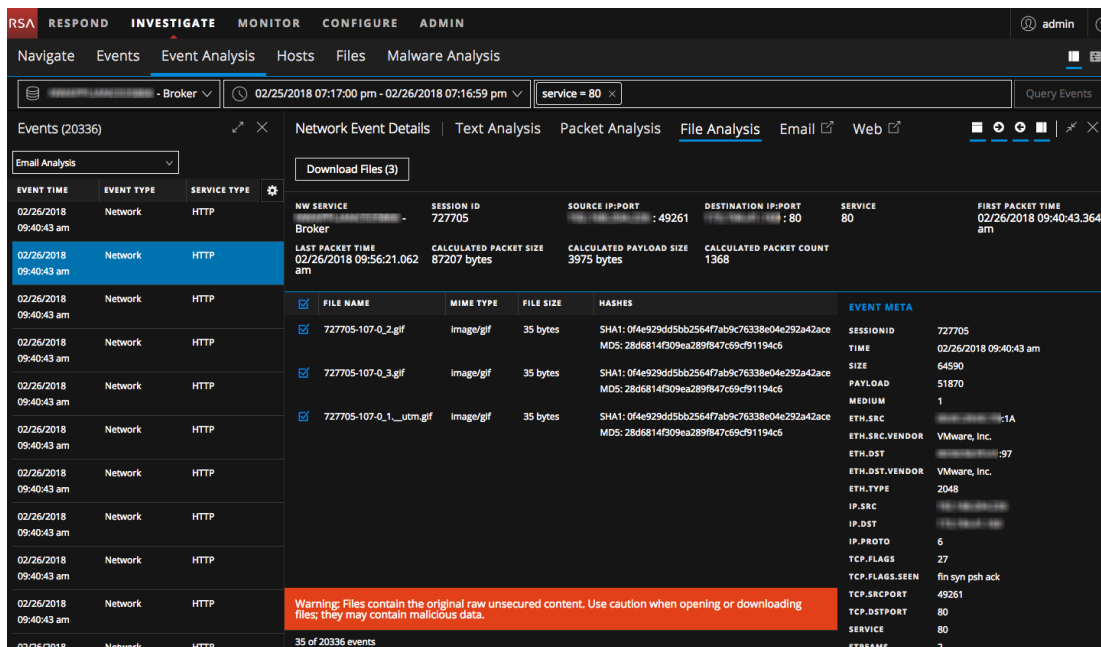 RSA RESPOND INVESTIGATE MONITOR CONFIGURE ADMIN admin
Navigate Events Event Analysis Hosts Files Malware Analysis
- Broker 02/25/2018 07:17:00 pm - 02/26/2018 07:16:59 pm service = 80 × Query Events
Events (20336)
Email Analysis
EVENT TIME EVENT TYPE SERVICE TYPE
02/26/2018 Network HTTP
09:40:43 am
02/26/2018 Network HTTP
09:40:43 am
02/26/2018 Network HTTP
09:40:43 am
02/26/2018 Network HTTP
09:40:43 am
02/26/2018 Network HTTP
09:40:43 am
02/26/2018 Network HTTP
09:40:43 am
02/26/2018 Network HTTP
09:40:43 am
02/26/2018 Network HTTP
09:40:43 am
02/26/2018 Network HTTP
09:40:43 am
02/26/2018 Network HTTP
09:40:43 am
02/26/2018 Network HTTP
Network Event Details Text Analysis Packet Analysis File Analysis Email Web
Download Files (3)
NW SERVICE SESSION ID SOURCE IP:PORT DESTINATION IP:PORT SERVICE FIRST PACKET TIME
- 727705 : 49261 : 80 80 02/26/2018 09:40:43.364
Broker am
LAST PACKET TIME CALCULATED PACKET SIZE CALCULATED PAYLOAD SIZE CALCULATED PACKET COUNT
02/26/2018 09:56:21.062 87207 bytes 3975 bytes 1368
am
FILE NAME MIME TYPE FILE SIZE HASHES
727705-107-0_2.gif image/gif 35 bytes SHA1: 0f4e929dd5bb2564f7ab9c76338e04e292a42ace
MD5: 28d6814f309ea289f847c69cf91194c6
727705-107-0_3.gif image/gif 35 bytes SHA1: 0f4e929dd5bb2564f7ab9c76338e04e292a42ace
MD5: 28d6814f309ea289f847c69cf91194c6
727705-107-0_1.__utm.gif image/gif 35 bytes SHA1: 0f4e929dd5bb2564f7ab9c76338e04e292a42ace
MD5: 28d6814f309ea289f847c69cf91194c6
Warning: Files contain the original raw unsecured content. Use caution when opening or downloading
files; they may contain malicious data.
35 of 20336 events
EVENT META
SESSIONID 727705
TIME 02/26/2018 09:40:43 am
SIZE 64590
PAYLOAD 51870
MEDIUM 1
ETH.SRC :1A
ETH.SRC.VENDOR VMware, Inc.
ETH.DST :97
ETH.DST.VENDOR VMware, Inc.
ETH.TYPE 2048
IP.SRC
IP.DST
IP.PROTO 6
TCP.FLAGS 27
TCP.FLAGS.SEEN fin syn psh ack
TCP.SRCPORT 49261
TCP.DSTPORT 80
SERVICE 80
STREAMS 2